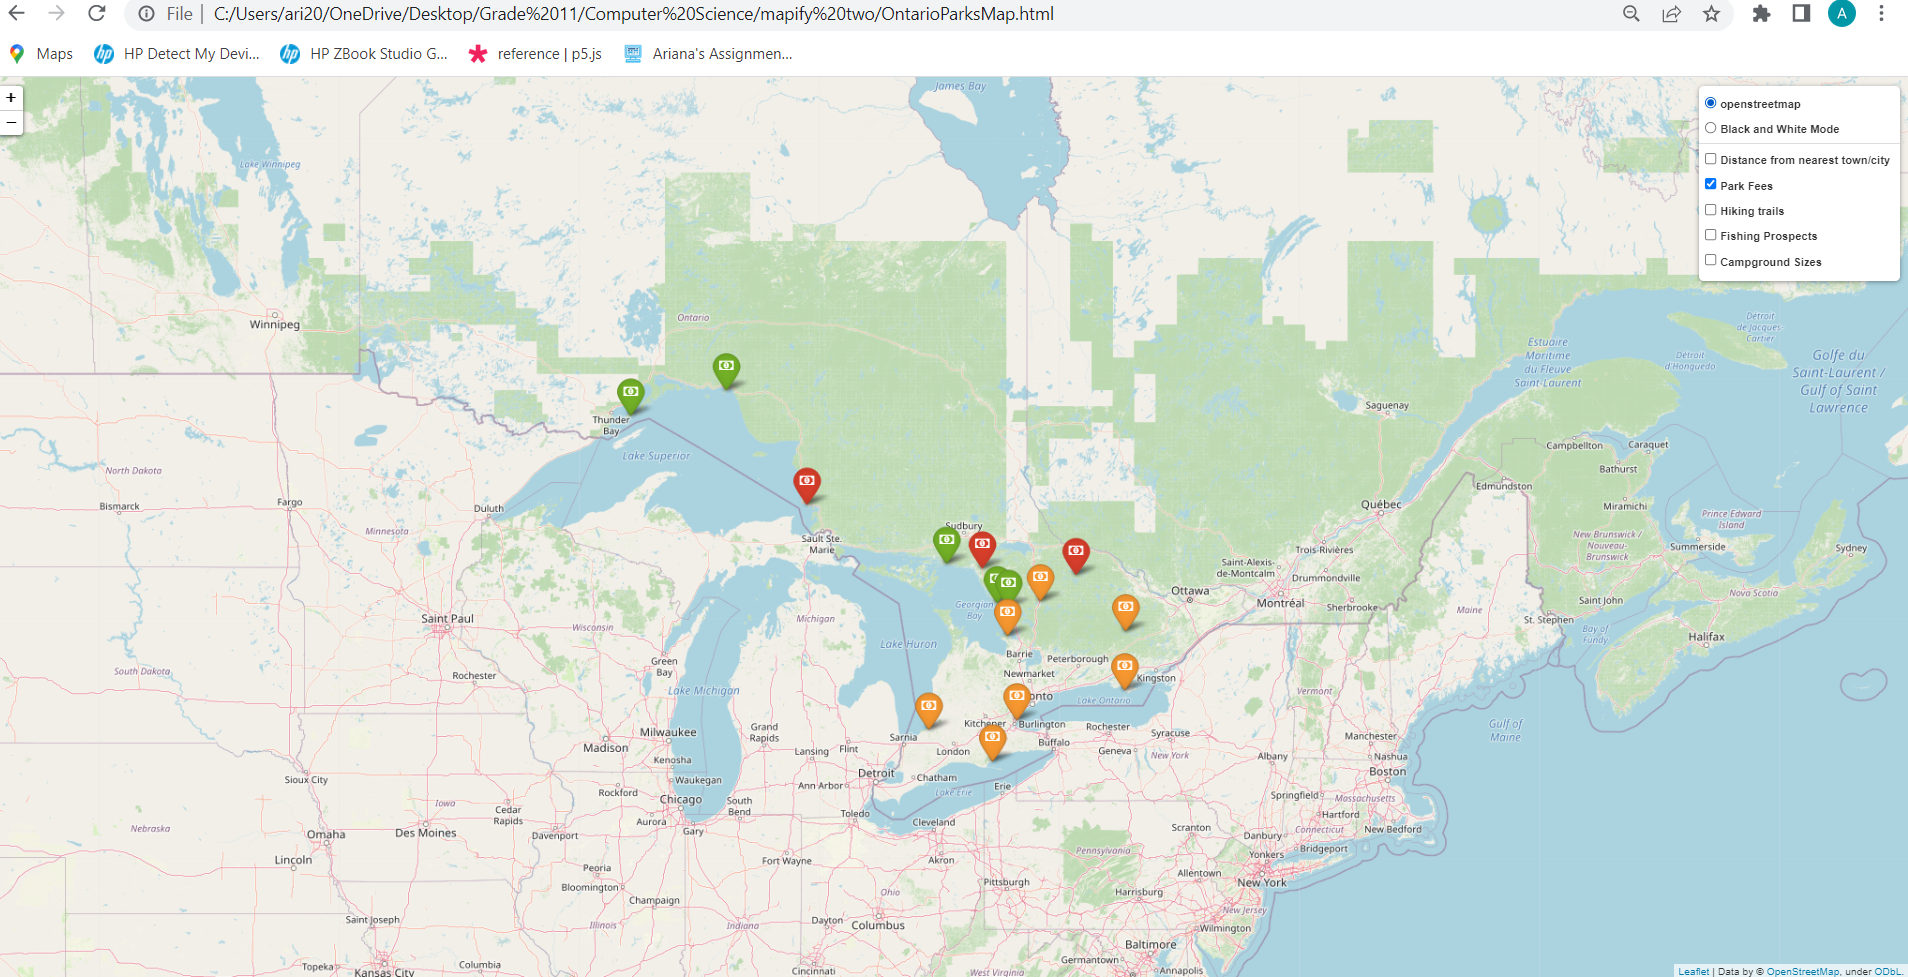 File | C:/Users/ari20/OneDrive/Desktop/Grade%2011/Computer%20Science/mapify%20two/OntarioParksMap.html
A
Maps
HP Detect My Devi...
HP ZBook Studio G...
reference | p5.js
Ariana's Assignmen...
+
−
openstreetmap
Black and White Mode
Distance from nearest town/city
Park Fees
Hiking trails
Fishing Prospects
Campground Sizes
James Bay
Lake Winnipeg
Ontario
Winnipeg
Detroit
de Jacques-
Cartier
Estuaire
Maritime
du Fleuve
Saint-Laurent
Detroit
d'Honguedo
Golfe du
Saint-Laurent /
Gulf of Saint
Lawrence
Saguenay
Thunder
Bay
Lake Superior
Campbellton
Caraquet
Bathurst
North Dakota
Fargo
Bismarck
Duluth
Minnesota
Edmundston
Québec
Miramichi
Prince Edward
Island
Sudbury
Sault Ste.
Marie
Trois-Rivières
New Brunswick /
Nouveau-
Brunswick
Summerside
Sydney
Saint-Alexis-
de-Montcalm
Drummondville
Ottawa
Montréal
Sherbrooke
Maine
Saint John
Nova Scotia
St. Stephen
Bay of
Fundy
Halifax
Georgian
Bay
Saint Paul
Wisconsin
Michigan
Lake Huron
Barrie
Peterborough
Newmarket
Kingston
South Dakota
Rochester
Green
Bay
Lake Michigan
Vermont
onto
Lake Ontario
Gulf of
Maine
Kitchener
Burlington
Rochester
Syracuse
Grand
Rapids
Sarnia
Milwaukee
Madison
Lansing
Flint
London
Buffalo
Geneva
New York
Albany
Manchester
Nashua
Kenosha
Waukegan
Detroit
Chatham
Boston
Sioux City
Rockford
Ann Arbor
Lake Erie
Erie
Springfield
Massachusetts
Iowa
Cedar
Rapids
Chicago
South
Bend
Toledo
Hartford
Nebraska
Omaha
Des Moines
Davenport
Aurora
Gary
Cleveland
Scranton
Danbury
Connecticut
New Bedford
Bridgeport
Yonkers
Lincoln
Peoria
Bloomington
Fort Wayne
Akron
Pennsylvania
Allentown
New York
Pittsburgh
Harrisburg
Champaign
Ohio
Germantown
New Jersey
Saint Joseph
Illinois
Indiana
Dayton
Columbus
Wilmington
Baltimore
Topeka
Kansas City
Columbia
Cincinnati
Annapolis
Leaflet | Data by © OpenStreetMap, under ODbL.